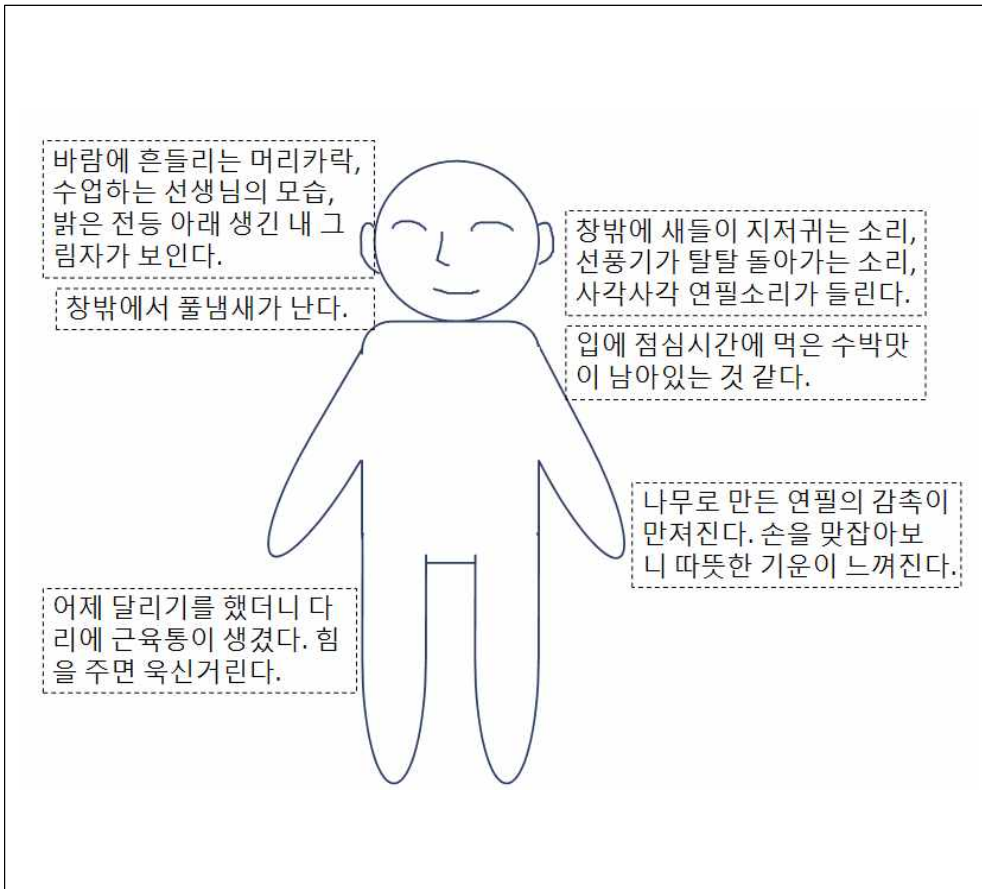 바람에 흔들리는 머리카락,
수업하는 선생님의 모습,
밝은 전등 아래 생긴 내 그
림자가 보인다.
창밖에서 풀냄새가 난다.
창밖에 새들이 지저귀는 소리,
선풍기가 탈탈 돌아가는 소리,
사각사각 연필소리가 들린다.
입에 점심시간에 먹은 수박맛
이 남아있는 것 같다.
나무로 만든 연필의 감촉이
만져진다. 손을 맞잡아보
니 따뜻한 기운이 느껴진다.
어제 달리기를 했더니 다
리에 근육통이 생겼다. 힘
을 주면 욱신거린다.